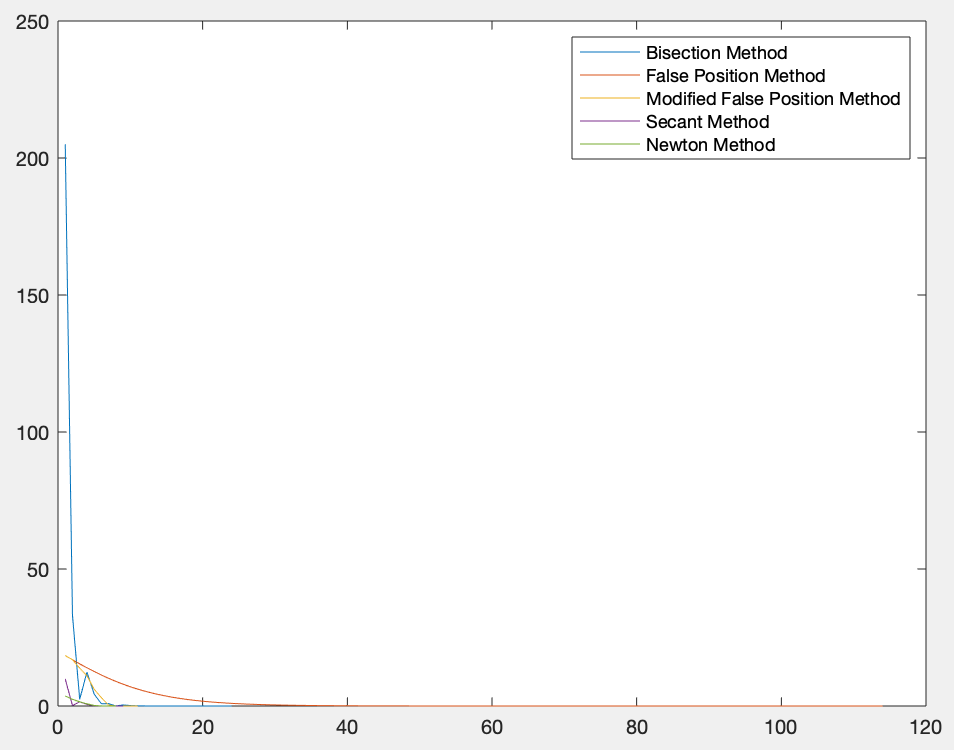 250
200
150
100
50
0
0 20 40 60 80 100 120
Bisection Method
False Position Method
Modified False Position Method
Secant Method
Newton Method